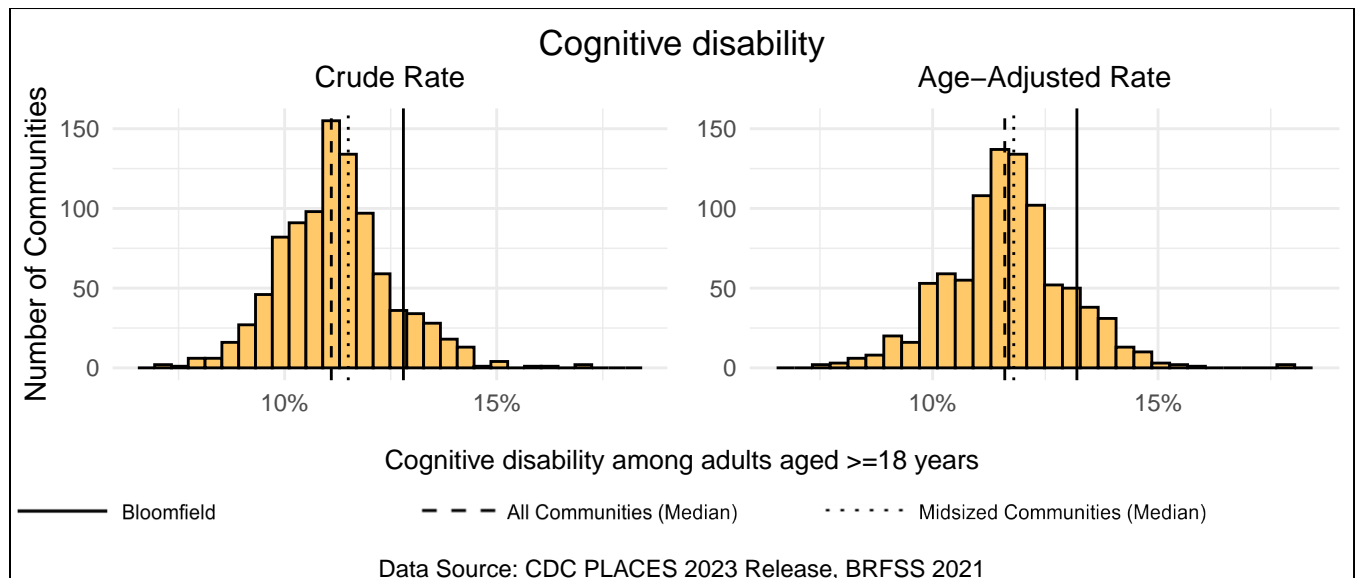 Cognitive disability
Crude Rate
Age−Adjusted Rate
Number of Communities
150
100
50
0
10%
15%
150
100
50
0
10%
15%
Cognitive disability among adults aged >=18 years
Bloomfield
All Communities (Median)
Midsized Communities (Median)
Data Source: CDC PLACES 2023 Release, BRFSS 2021